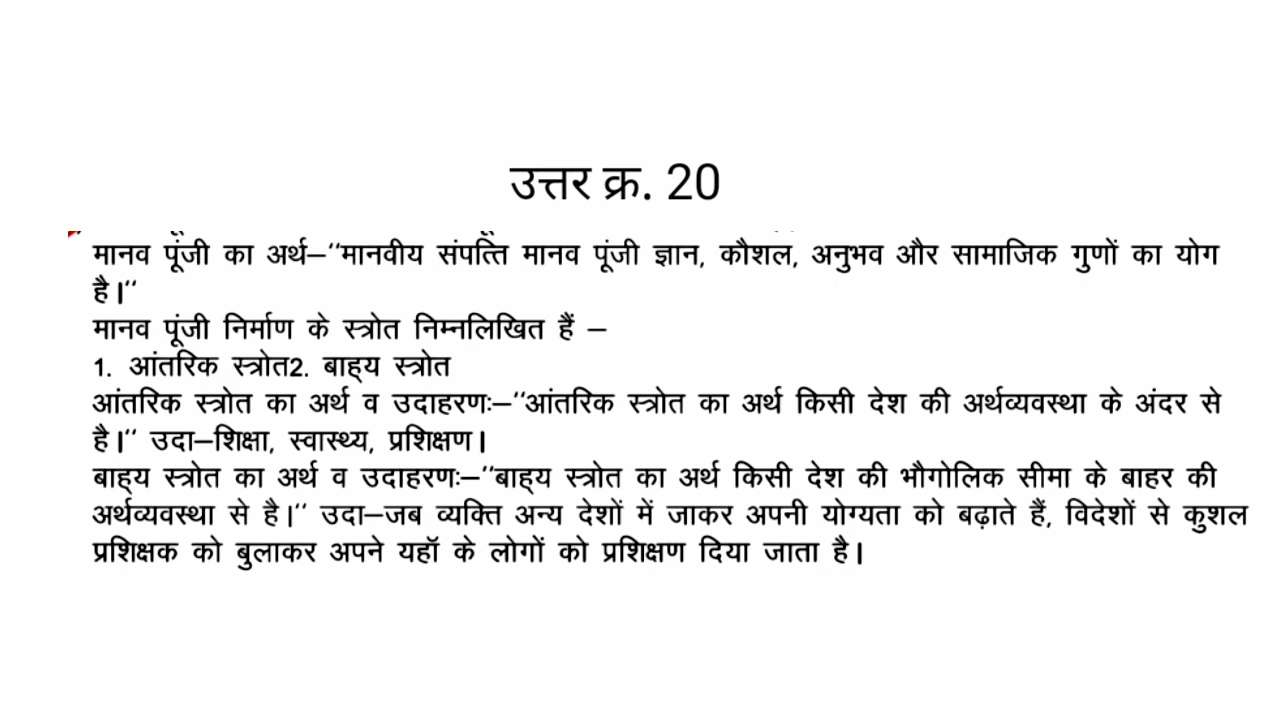 उत्तर क्र. 20
मानव पूंजी का अर्थ–‘‘मानवीय संपत्ति मानव पूंजी ज्ञान, कौशल, अनुभव और सामाजिक गुणों का योग
है।‘‘
मानव पूंजी निर्माण के स्त्रोत निम्नलिखित हैं –
1. आंतरिक स्त्रोत2. बाह्य स्त्रोत
आंतरिक स्त्रोत का अर्थ व उदाहरणः–‘‘आंतरिक स्त्रोत का अर्थ किसी देश की अर्थव्यवस्था के अंदर से
है।‘‘ उदा–शिक्षा, स्वास्थ्य, प्रशिक्षण।
बाह्य स्त्रोत का अर्थ व उदाहरणः–‘‘बाह्य स्त्रोत का अर्थ किसी देश की भौगोलिक सीमा के बाहर की
अर्थव्यवस्था से है।‘‘ उदा–जब व्यक्ति अन्य देशों में जाकर अपनी योग्यता को बढ़ाते हैं, विदेशों से कुशल
प्रशिक्षक को बुलाकर अपने यहॉ के लोगों को प्रशिक्षण दिया जाता है।